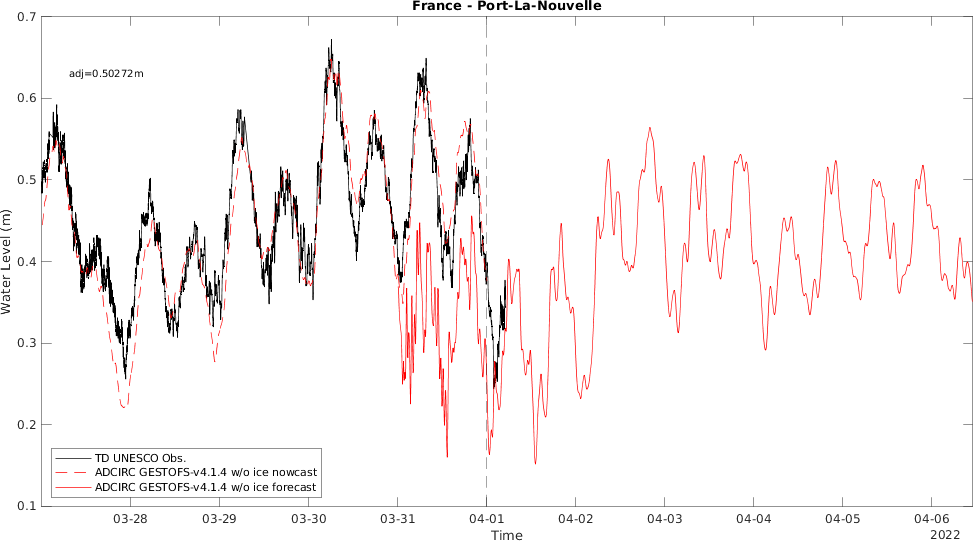 France - Port-La-Nouvelle
0.7
0.6
0.5
0.4
0.3
0.2
0.1
Water Level (m)
adj=0.50272m
TD UNESCO Obs.
ADCIRC GESTOFS-v4.1.4 w/o ice nowcast
ADCIRC GESTOFS-v4.1.4 w/o ice forecast
03-28 03-29 03-30 03-31 04-01 04-02 04-03 04-04 04-05 04-06
Time
2022